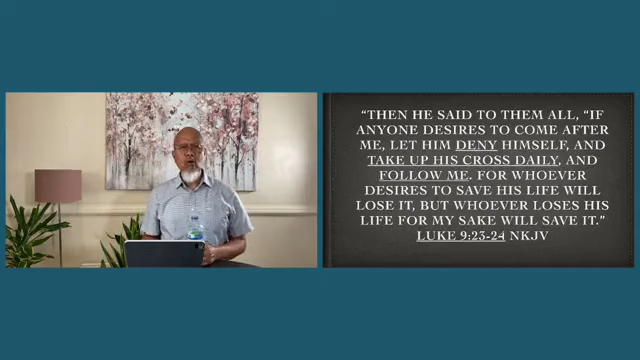 “THEN HE SAID TO THEM ALL, “IF
ANYONE DESIRES TO COME AFTER
ME, LET HIM DENY HIMSELF, AND
TAKE UP HIS CROSS DAILY, AND
FOLLOW ME. FOR WHOEVER
DESIRES TO SAVE HIS LIFE WILL
LOSE IT, BUT WHOEVER LOSES HIS
LIFE FOR MY SAKE WILL SAVE IT.”
LUKE 9:23-24 NKJV